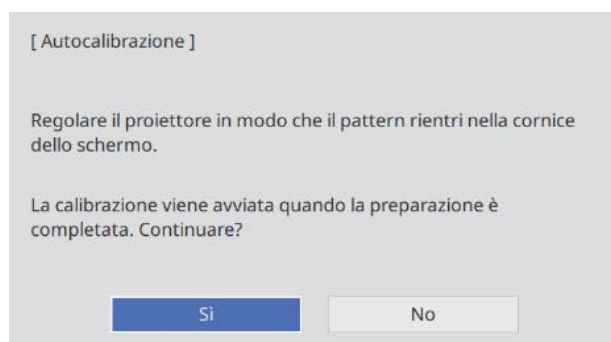 [ Autocalibrazione ]
Regolare il proiettore in modo che il pattern rientri nella cornice
dello schermo.
La calibrazione viene avviata quando la preparazione è
completata. Continuare?
Sì
No